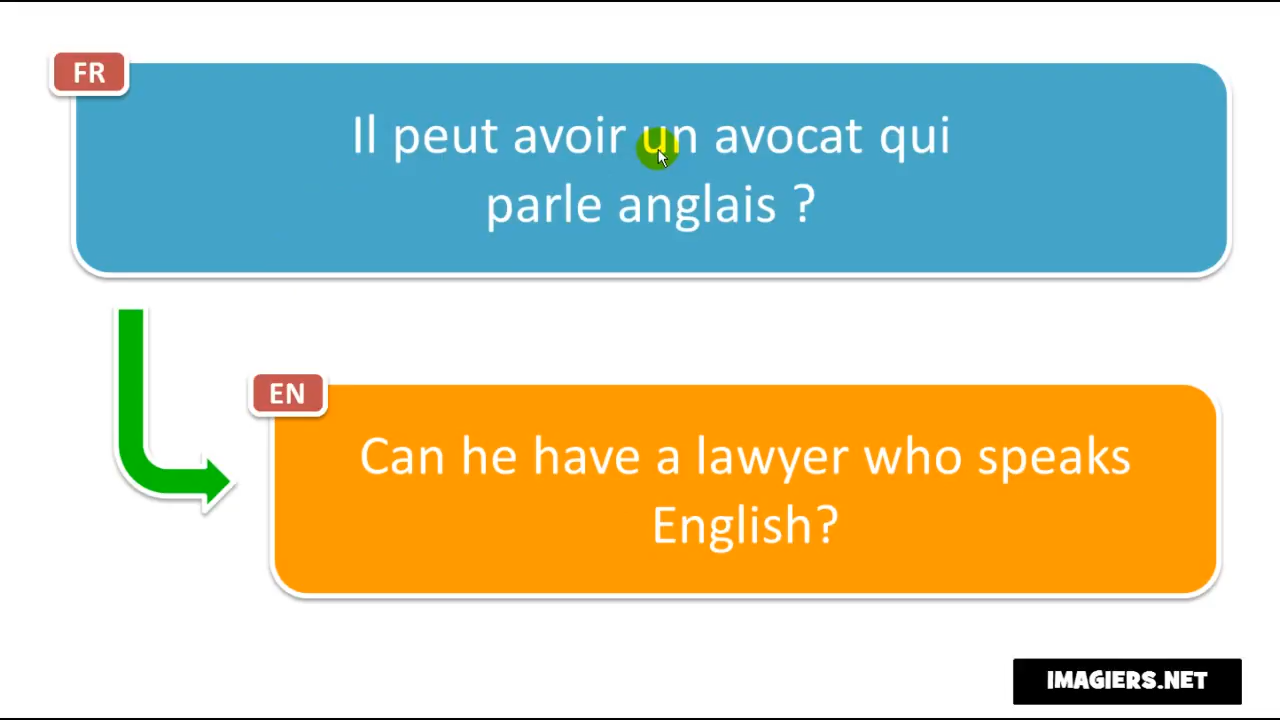 FR
Il peut avoir un avocat qui
parle anglais ?
EN
Can he have a lawyer who speaks
English?
IMAGIERS.NET